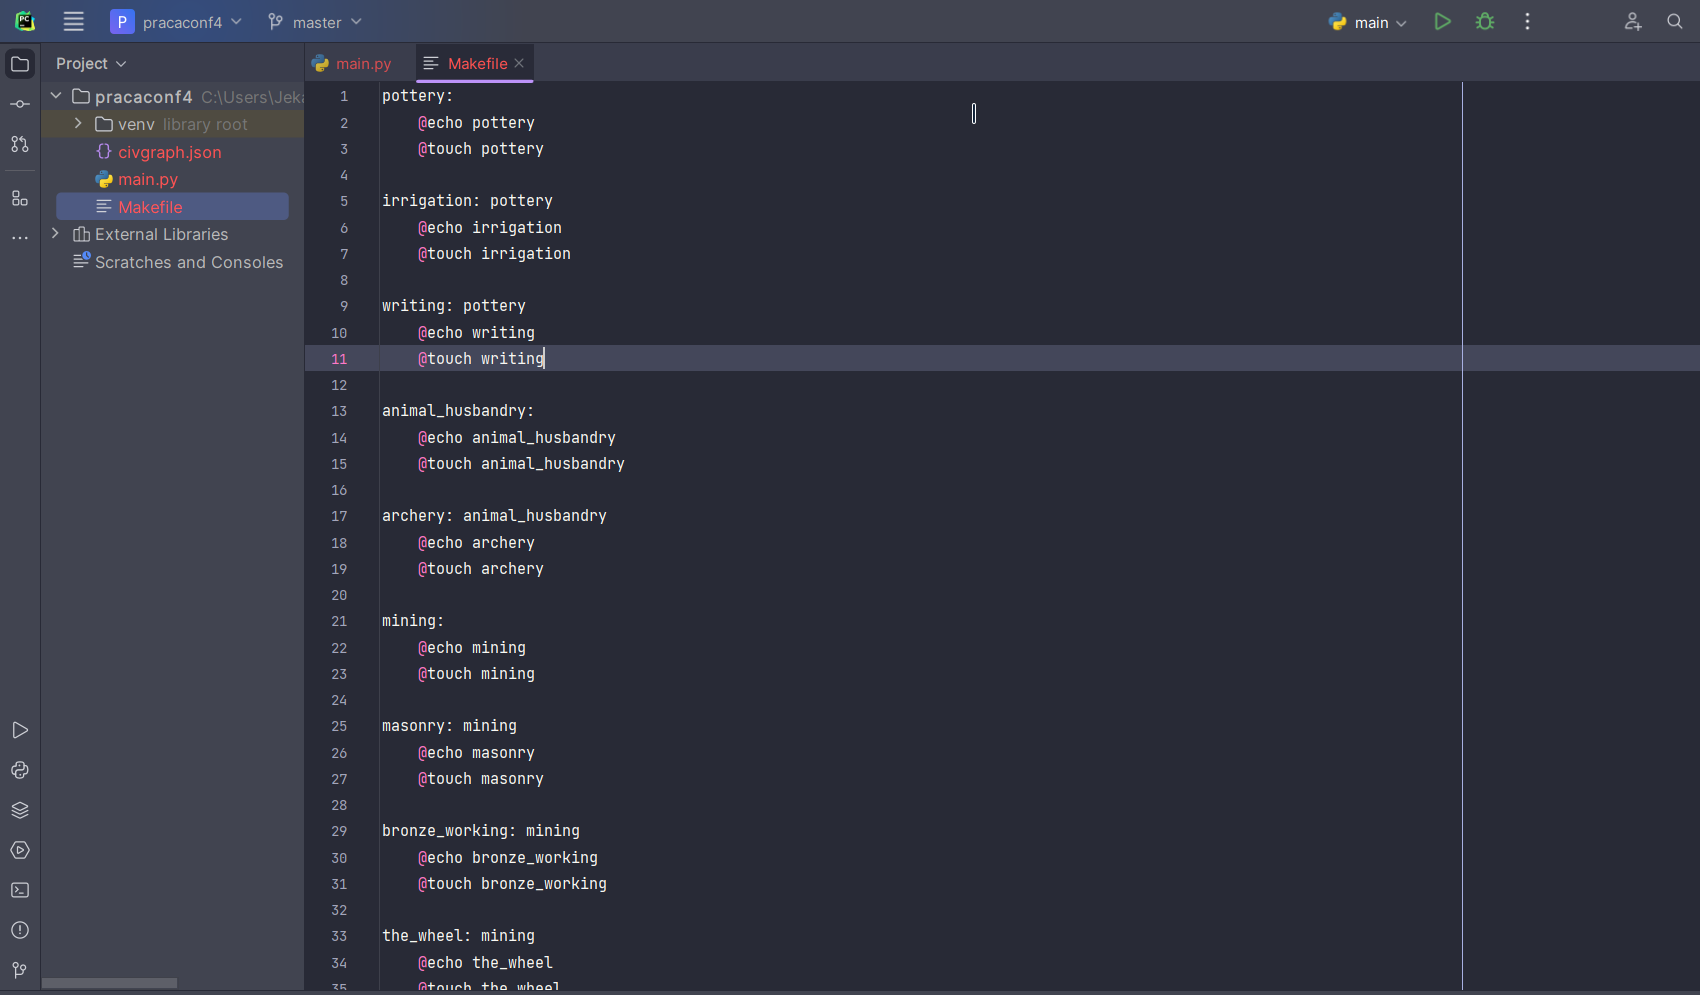 PC
P pracaconf4 master main
Project
main.py
Makefile
pracaconf4 C:\Users\Jeka
venv library root
civgraph.json
main.py
Makefile
External Libraries
Scratches and Consoles
1 pottery:
2 @echo pottery
3 @touch pottery
4
5 irrigation: pottery
6 @echo irrigation
7 @touch irrigation
8
9 writing: pottery
10 @echo writing
11 @touch writing
12
13 animal_husbandry:
14 @echo animal_husbandry
15 @touch animal_husbandry
16
17 archery: animal_husbandry
18 @echo archery
19 @touch archery
20
21 mining:
22 @echo mining
23 @touch mining
24
25 masonry: mining
26 @echo masonry
27 @touch masonry
28
29 bronze_working: mining
30 @echo bronze_working
31 @touch bronze_working
32
33 the_wheel: mining
34 @echo the_wheel
35 @touch the_wheel